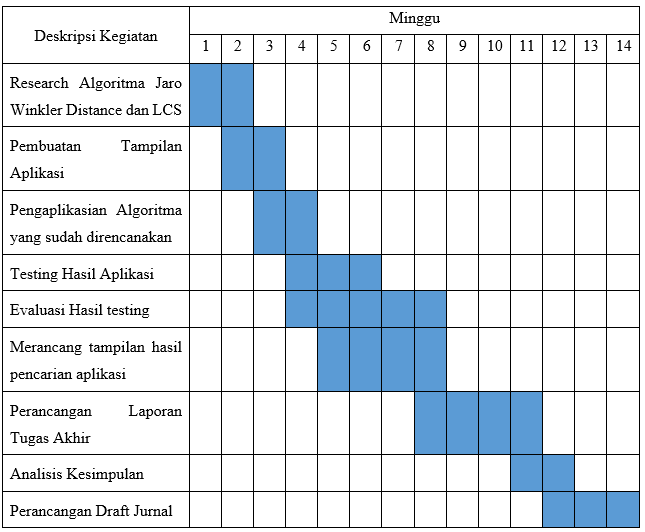 Deskripsi Kegiatan
Minggu
1 2 3 4 5 6 7 8 9 10 11 12 13 14
Research Algoritma Jaro
Winkler Distance dan LCS
Pembuatan Tampilan
Aplikasi
Pengaplikasian Algoritma
yang sudah direncanakan
Testing Hasil Aplikasi
Evaluasi Hasil testing
Merancang tampilan hasil
pencarian aplikasi
Perancangan Laporan
Tugas Akhir
Analisis Kesimpulan
Perancangan Draft Jurnal